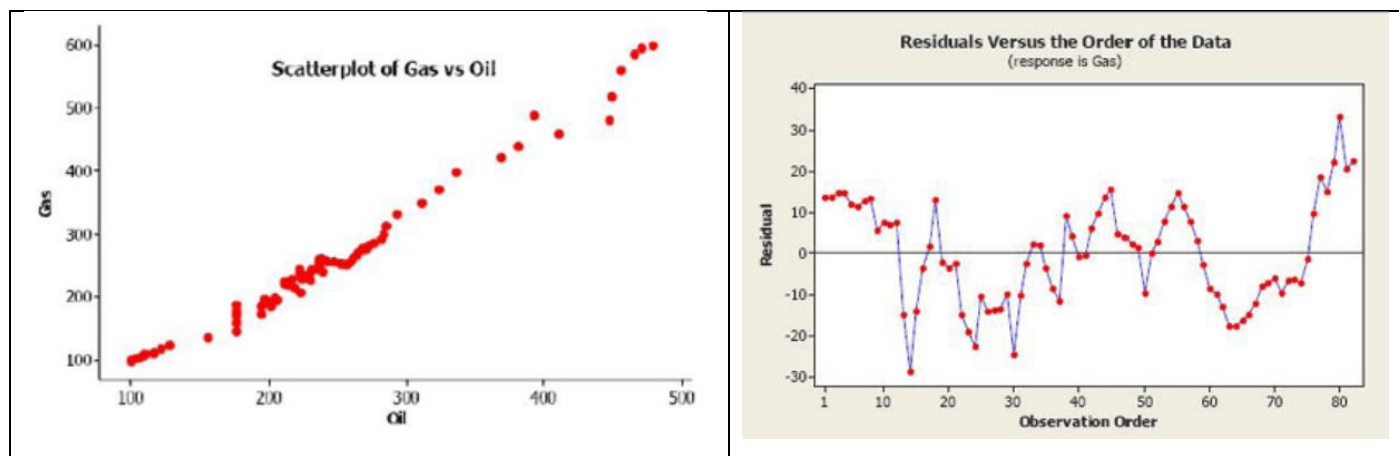 Scatterplot of Gas vs Oil
600
500
400
300
200
100
Gas
100 200 300 400 500
Oil
Residuals Versus the Order of the Data
(response is Gas)
40
30
20
10
0
-10
-20
-30
Residual
1 10 20 30 40 50 60 70 80
Observation Order